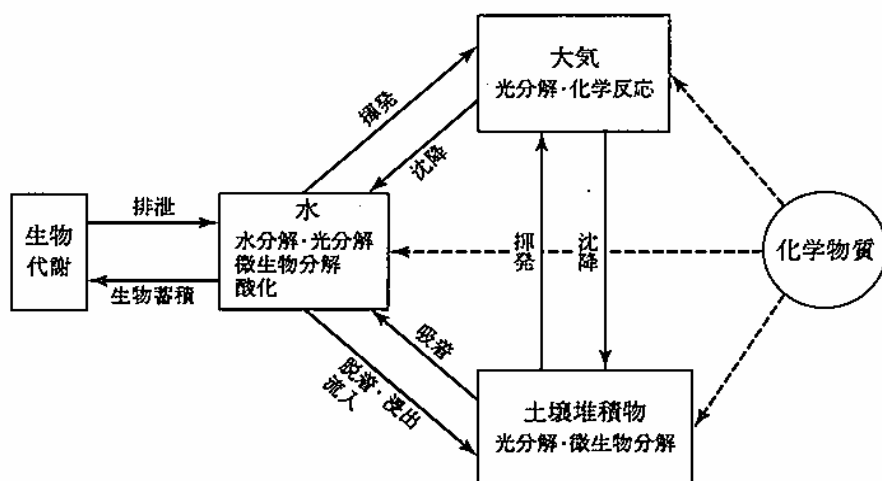 大気
光分解・化学反応
揮発
沈降
排泄
水
水分解・光分解
微生物分解
酸化
生物
代謝
生物蓄積
揮発
沈降
化学物質
吸着
脱着・浸出
流入
土壌堆積物
光分解・微生物分解